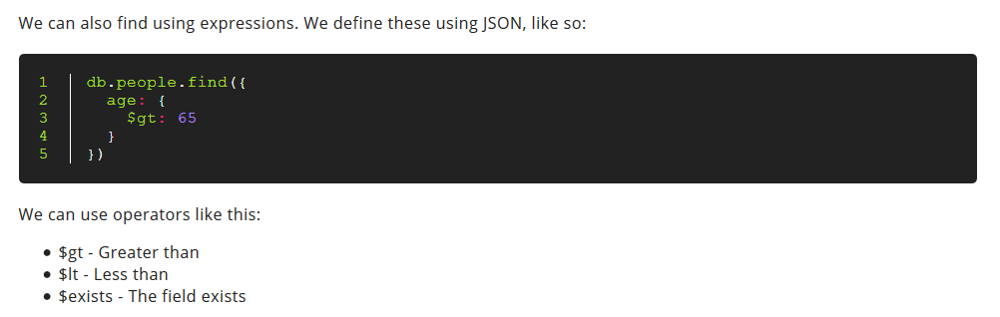 We can also find using expressions. We define these using JSON, like so:
1 db.people.find({
2   age: {
3     $gt: 65
4   }
5 })
We can use operators like this:
• $gt - Greater than
• $lt - Less than
• $exists - The field exists